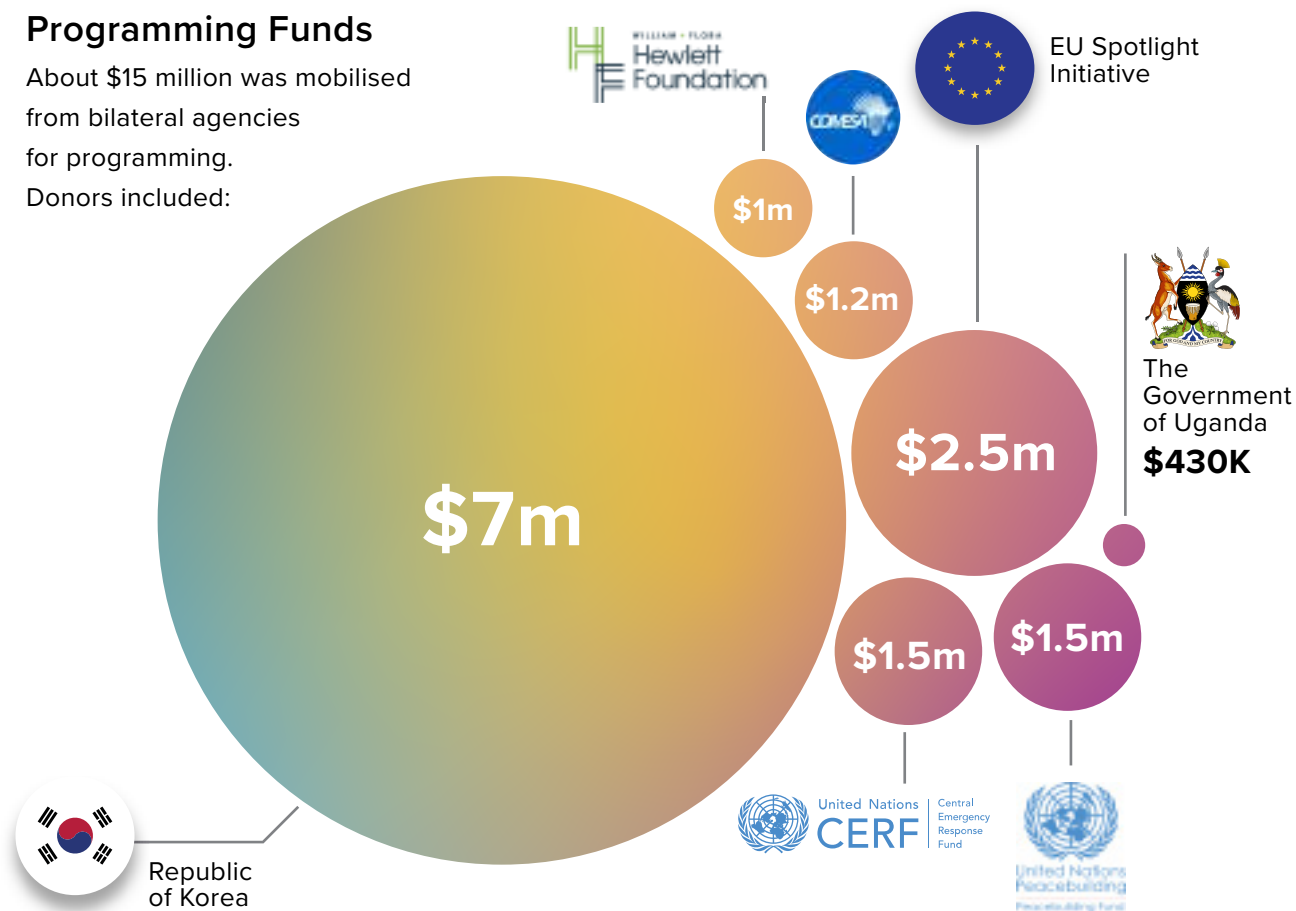 Programming Funds
About $15 million was mobilised
from bilateral agencies
for programming.
Donors included:
WILLIAM + FLORA
Hewlett
Foundation
COMESA
EU Spotlight
Initiative
$1m
$1.2m
The
Government
of Uganda
$430K
$2.5m
$7m
$1.5m
$1.5m
United Nations
CERF
Central
Emergency
Response
Fund
United Nations
Peacebuilding
Peacebuilding Fund
Republic
of Korea